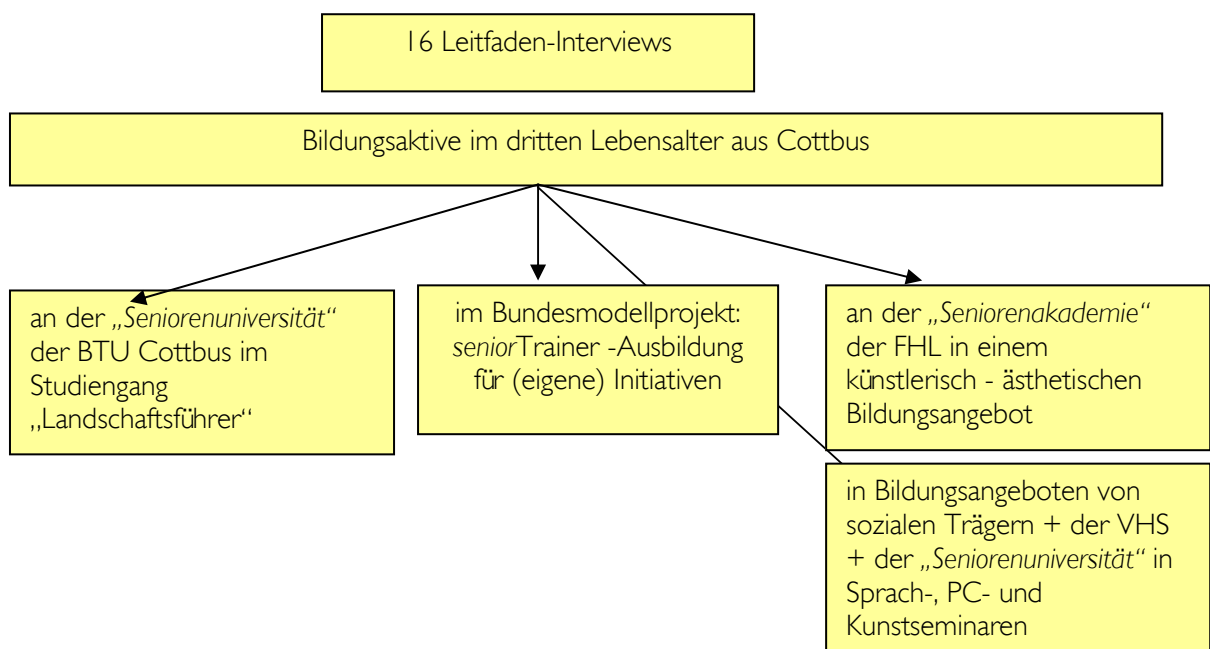 16 Leitfaden-Interviews
Bildungsaktive im dritten Lebensalter aus Cottbus
an der „Seniorenuniversität“
der BTU Cottbus im
Studiengang
„Landschaftsführer“
im Bundesmodellprojekt:
seniorTrainer -Ausbildung
für (eigene) Initiativen
an der „Seniorenakademie“
der FHL in einem
künstlerisch - ästhetischen
Bildungsangebot
in Bildungsangeboten von
sozialen Trägern + der VHS
+ der „Seniorenuniversität“ in
Sprach-, PC- und
Kunstseminaren